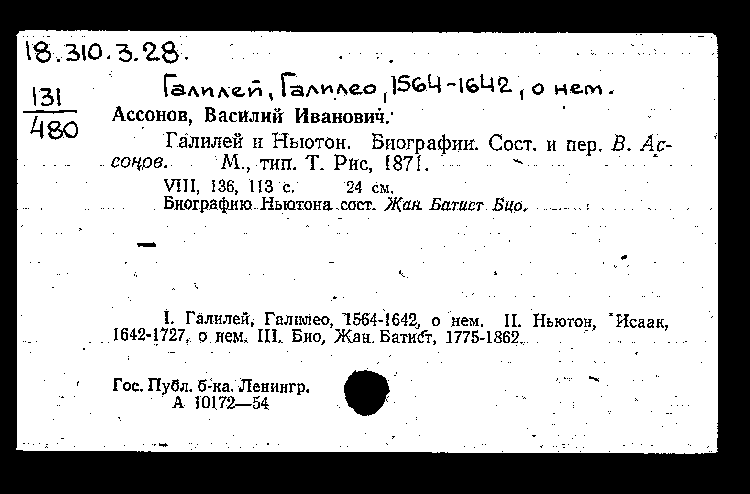 18.310.3.28.
Галилей, Галилео, 1564-1642, о нем.
131
480
Ассонов, Василий Иванович.
Галилей и Ньютон. Биографии. Сост. и пер. В. Ас-
сонов. М., тип. Т. Рис, 1871.
VIII, 136, 113 с. 24 см.
Биографию Ньютона сост. Жан Батист Био.
I. Галилей, Галилео, 1564-1642, о нем. II. Ньютон, Исаак,
1642-1727, о нем. III. Био, Жан Батист, 1775-1862.
Гос. Публ. б-ка. Ленингр.
А 10172—54